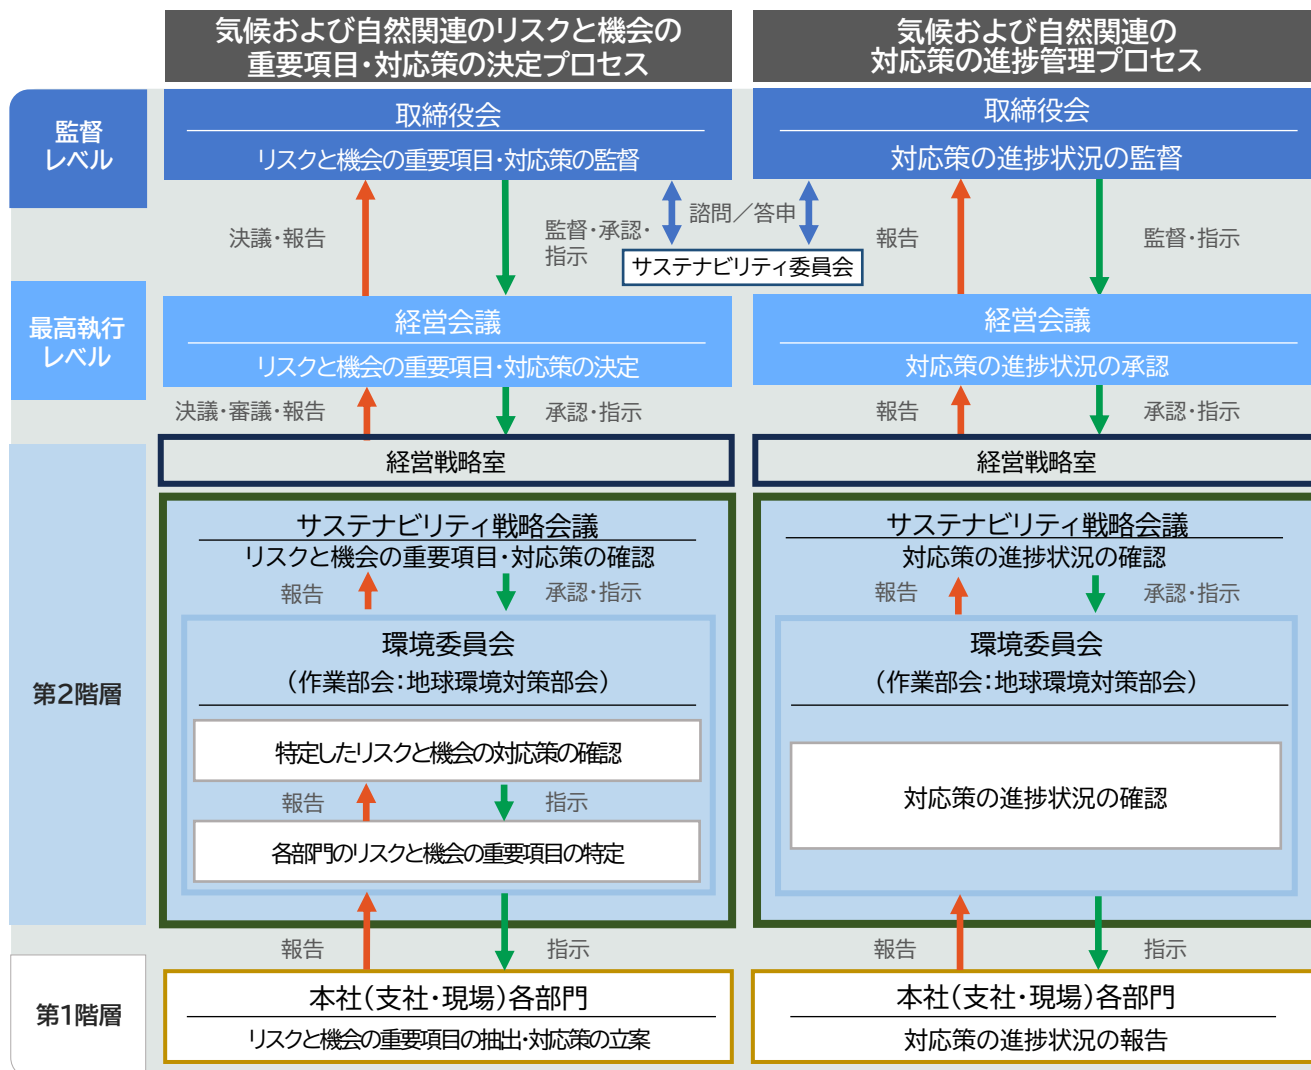 気候および自然関連のリスクと機会の
重要項目・対応策の決定プロセス
気候および自然関連の
対応策の進捗管理プロセス
監督
レベル
取締役会
リスクと機会の重要項目・対応策の監督
取締役会
対応策の進捗状況の監督
決議・報告
監督・承認・
指示
諮問／答申
サステナビリティ委員会
報告
監督・指示
最高執行
レベル
経営会議
リスクと機会の重要項目・対応策の決定
経営会議
対応策の進捗状況の承認
決議・審議・報告
承認・指示
報告
承認・指示
経営戦略室
経営戦略室
第2階層
サステナビリティ戦略会議
リスクと機会の重要項目・対応策の確認
報告
承認・指示
環境委員会
（作業部会：地球環境対策部会）
特定したリスクと機会の対応策の確認
報告
指示
各部門のリスクと機会の重要項目の特定
サステナビリティ戦略会議
対応策の進捗状況の確認
報告
承認・指示
環境委員会
（作業部会：地球環境対策部会）
対応策の進捗状況の確認
報告
指示
報告
指示
第1階層
本社（支社・現場）各部門
リスクと機会の重要項目の抽出・対応策の立案
本社（支社・現場）各部門
対応策の進捗状況の報告